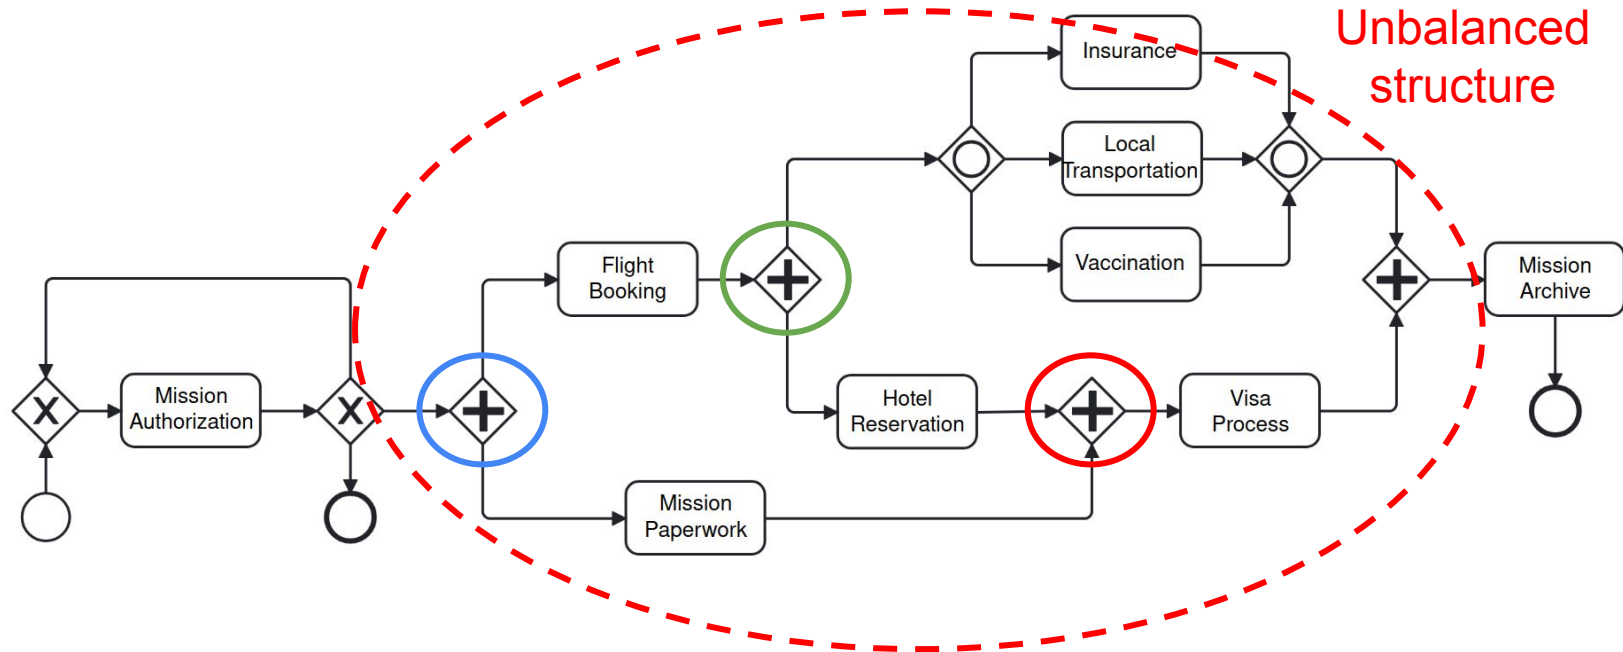 Unbalanced
structure
Insurance
Local
Transportation
Vaccination
Flight
Booking
Mission
Archive
Mission
Authorization
Hotel
Reservation
Visa
Process
Mission
Paperwork